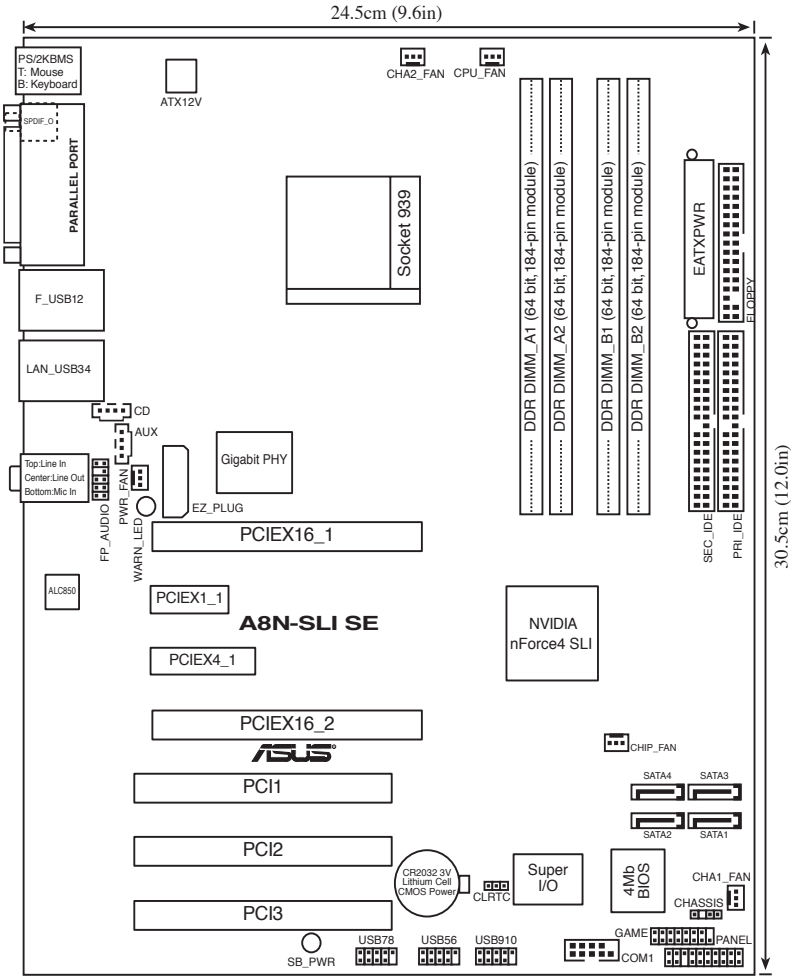 24.5cm (9.6in)
PS/2KBMS
T: Mouse
B: Keyboard
ATX12V
CHA2_FAN
CPU_FAN
SPDIF_O
PARALLEL PORT
Socket 939
DDR DIMM_A1 (64 bit,184-pin module)
DDR DIMM_A2 (64 bit,184-pin module)
DDR DIMM_B1 (64 bit,184-pin module)
DDR DIMM_B2 (64 bit,184-pin module)
EATXPWR
FLOPPY
F_USB12
LAN_USB34
CD
AUX
Top:Line In
Center:Line Out
Bottom:Mic In
FP_AUDIO
PWR_FAN
WARN_LED
EZ_PLUG
Gigabit PHY
SEC_IDE
PRI_IDE
30.5cm (12.0in)
PCIEX16_1
ALC850
PCIEX1_1
A8N-SLI SE
NVIDIA
nForce4 SLI
PCIEX4_1
PCIEX16_2
ASUS®
CHIP_FAN
PCI1
SATA4
SATA3
SATA2
SATA1
PCI2
CR2032 3V
Lithium Cell
CMOS Power
CLRTC
Super
I/O
4Mb
BIOS
CHA1_FAN
CHASSIS
PCI3
SB_PWR
USB78
USB56
USB910
COM1
GAME
PANEL